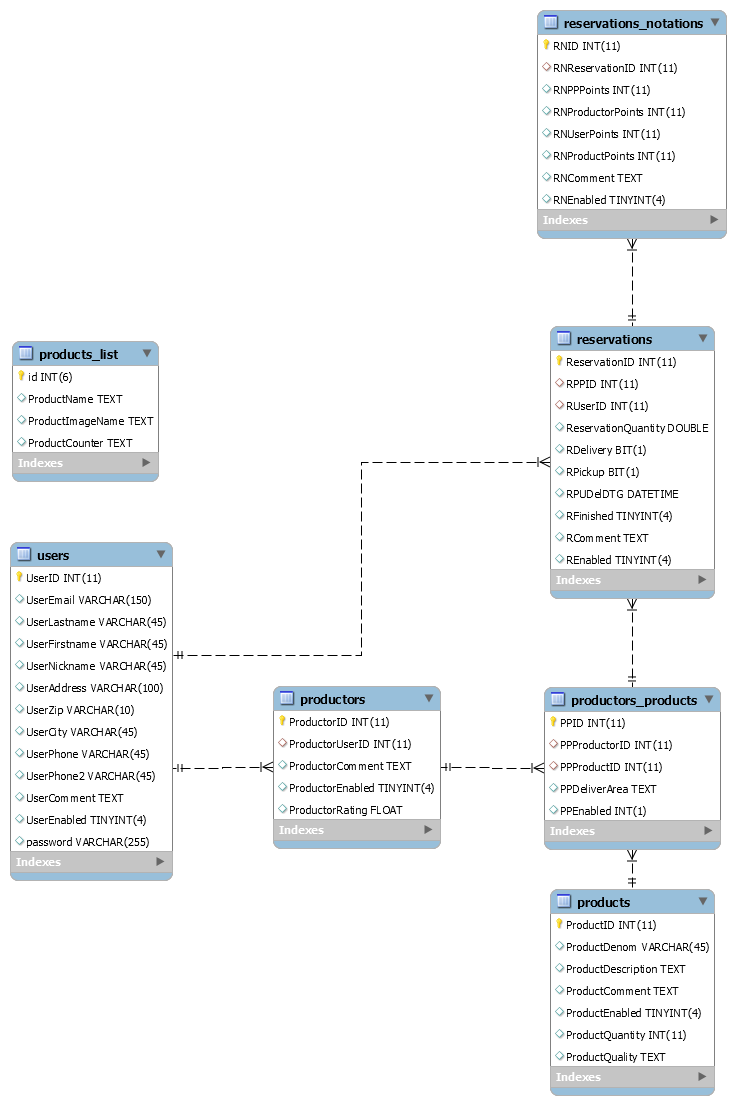 reservations_notations
RNID INT(11)
RNReservationID INT(11)
RNPPPoints INT(11)
RNProductorPoints INT(11)
RNUserPoints INT(11)
RNProductPoints INT(11)
RNComment TEXT
RNEnabled TINYINT(4)
Indexes
reservations
ReservationID INT(11)
RPPID INT(11)
RUserID INT(11)
ReservationQuantity DOUBLE
RDelivery BIT(1)
RPickup BIT(1)
RPUDelDTG DATETIME
RFinished TINYINT(4)
RComment TEXT
REnabled TINYINT(4)
Indexes
products_list
id INT(6)
ProductName TEXT
ProductImageName TEXT
ProductCounter TEXT
Indexes
users
UserID INT(11)
UserEmail VARCHAR(150)
UserLastname VARCHAR(45)
UserFirstname VARCHAR(45)
UserNickname VARCHAR(45)
UserAddress VARCHAR(100)
UserZip VARCHAR(10)
UserCity VARCHAR(45)
UserPhone VARCHAR(45)
UserPhone2 VARCHAR(45)
UserComment TEXT
UserEnabled TINYINT(4)
password VARCHAR(255)
Indexes
productors
ProductorID INT(11)
ProductorUserID INT(11)
ProductorComment TEXT
ProductorEnabled TINYINT(4)
ProductorRating FLOAT
Indexes
productors_products
PPID INT(11)
PPProductorID INT(11)
PPProductID INT(11)
PPDeliverArea TEXT
PPEnabled INT(1)
Indexes
products
ProductID INT(11)
ProductDenom VARCHAR(45)
ProductDescription TEXT
ProductComment TEXT
ProductEnabled TINYINT(4)
ProductQuantity INT(11)
ProductQuality TEXT
Indexes